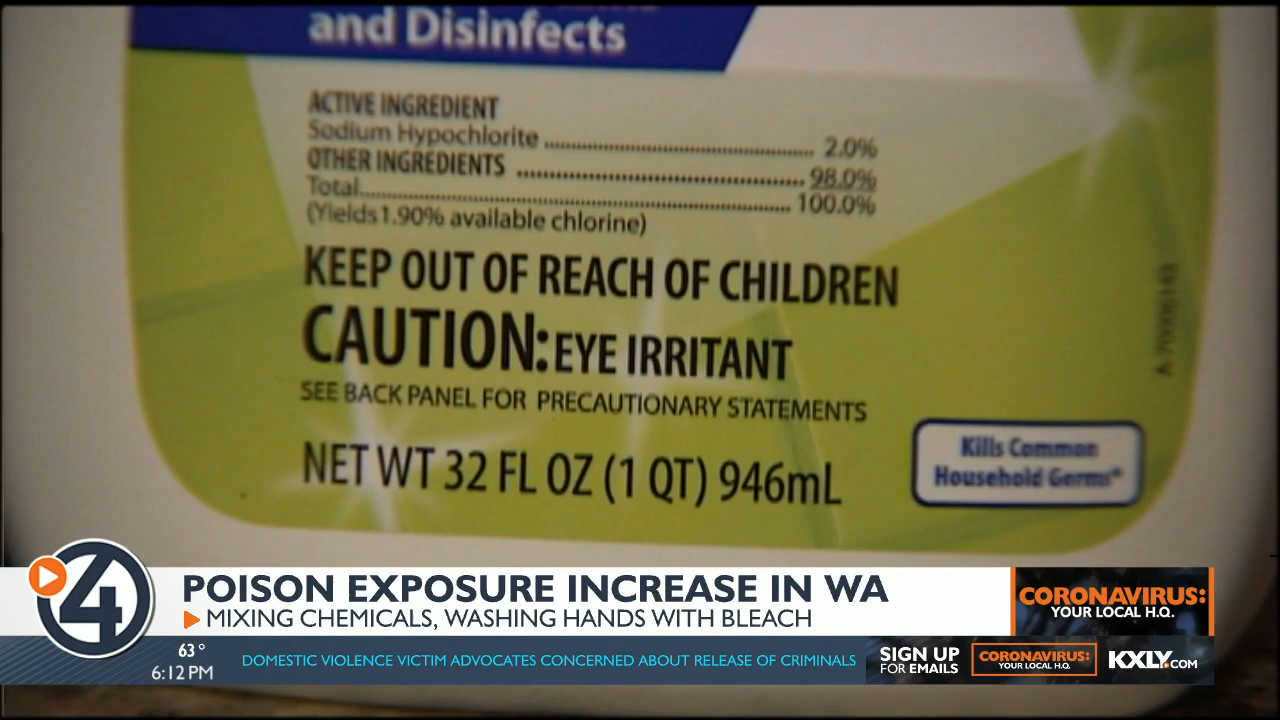 and Disinfects
ACTIVE INGREDIENT
Sodium Hypochlorite ........................................ 2.0%
OTHER INGREDIENTS ........................................ 98.0%
Total................................................................ 100.0%
(Yields 1.90% available chlorine)
KEEP OUT OF REACH OF CHILDREN
CAUTION: EYE IRRITANT
SEE BACK PANEL FOR PRECAUTIONARY STATEMENTS
NET WT 32 FL OZ (1 QT) 946mL
Kills Common
Household Germs*
4
POISON EXPOSURE INCREASE IN WA
MIXING CHEMICALS, WASHING HANDS WITH BLEACH
CORONAVIRUS:
YOUR LOCAL H.Q.
63°
6:12 PM
DOMESTIC VIOLENCE VICTIM ADVOCATES CONCERNED ABOUT RELEASE OF CRIMINALS
SIGN UP
FOR EMAILS
CORONAVIRUS:
YOUR LOCAL H.Q.
KXLY.COM